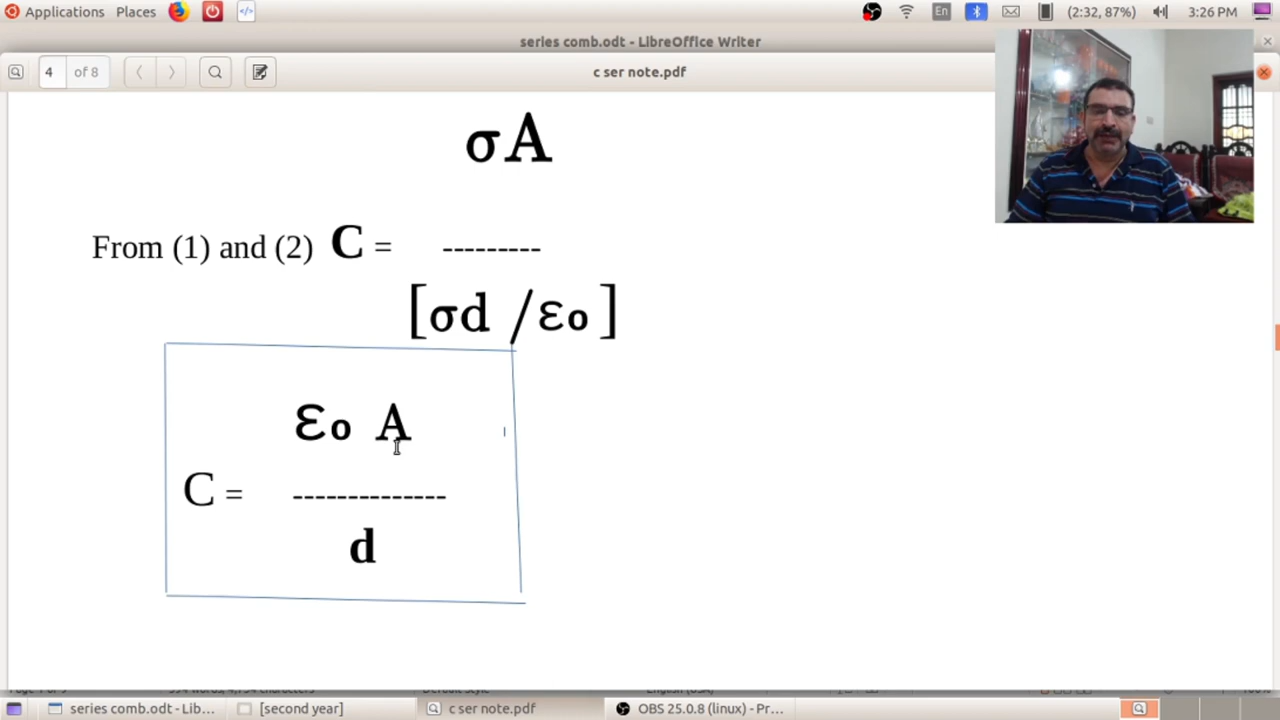 Applications Places En (2:32, 87%) 3:26 PM
series comb.odt - LibreOffice Writer
4 of 8 c ser note.pdf
σA
From (1) and (2) C = ---------
[σd /εo ]
εo A
C = --------------
d
series comb.odt - Lib... [second year] c ser note.pdf OBS 25.0.8 (linux) - Pr...